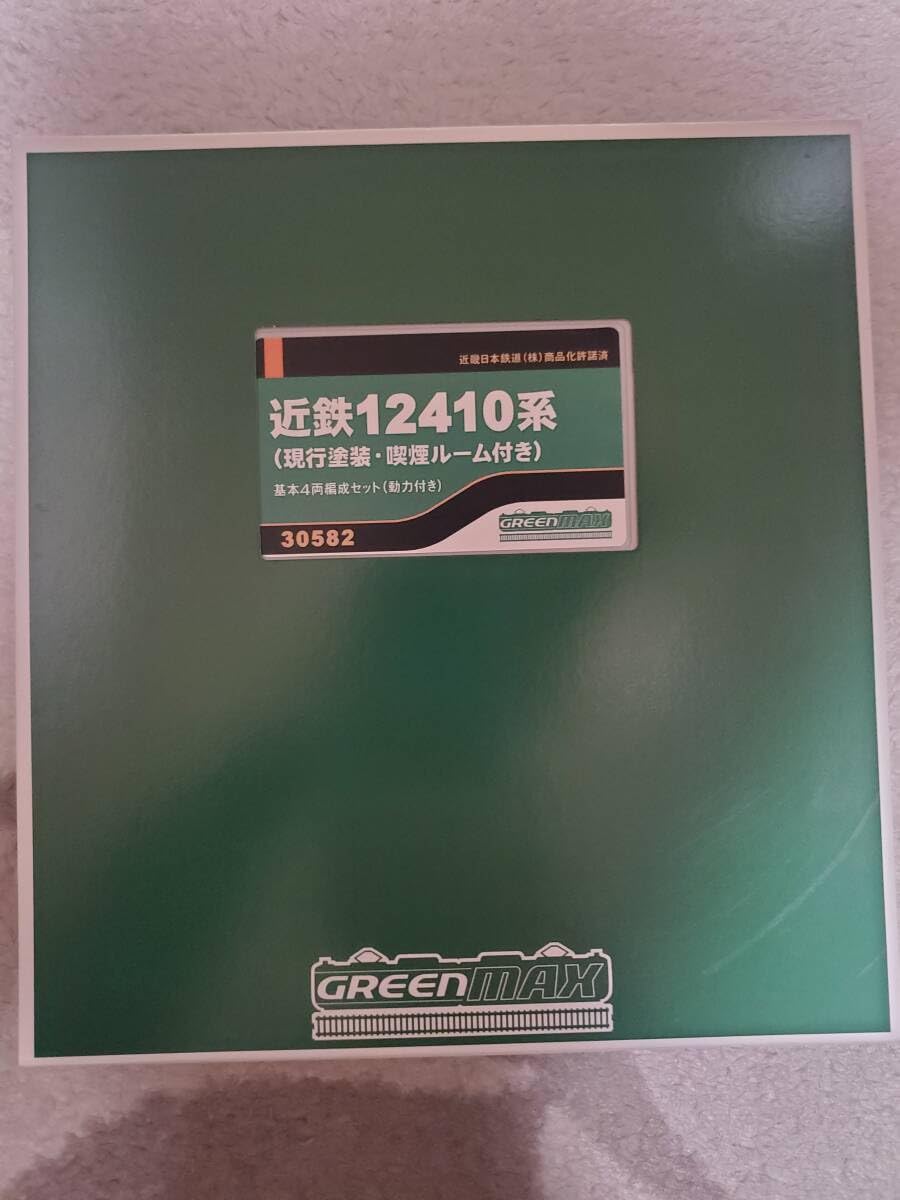 近畿日本鉄道(株)商品化許諾済
近鉄12410系
(現行塗装・喫煙ルーム付き)
基本4両編成セット(動力付き)
GREENMAX
30582
GREENMAX